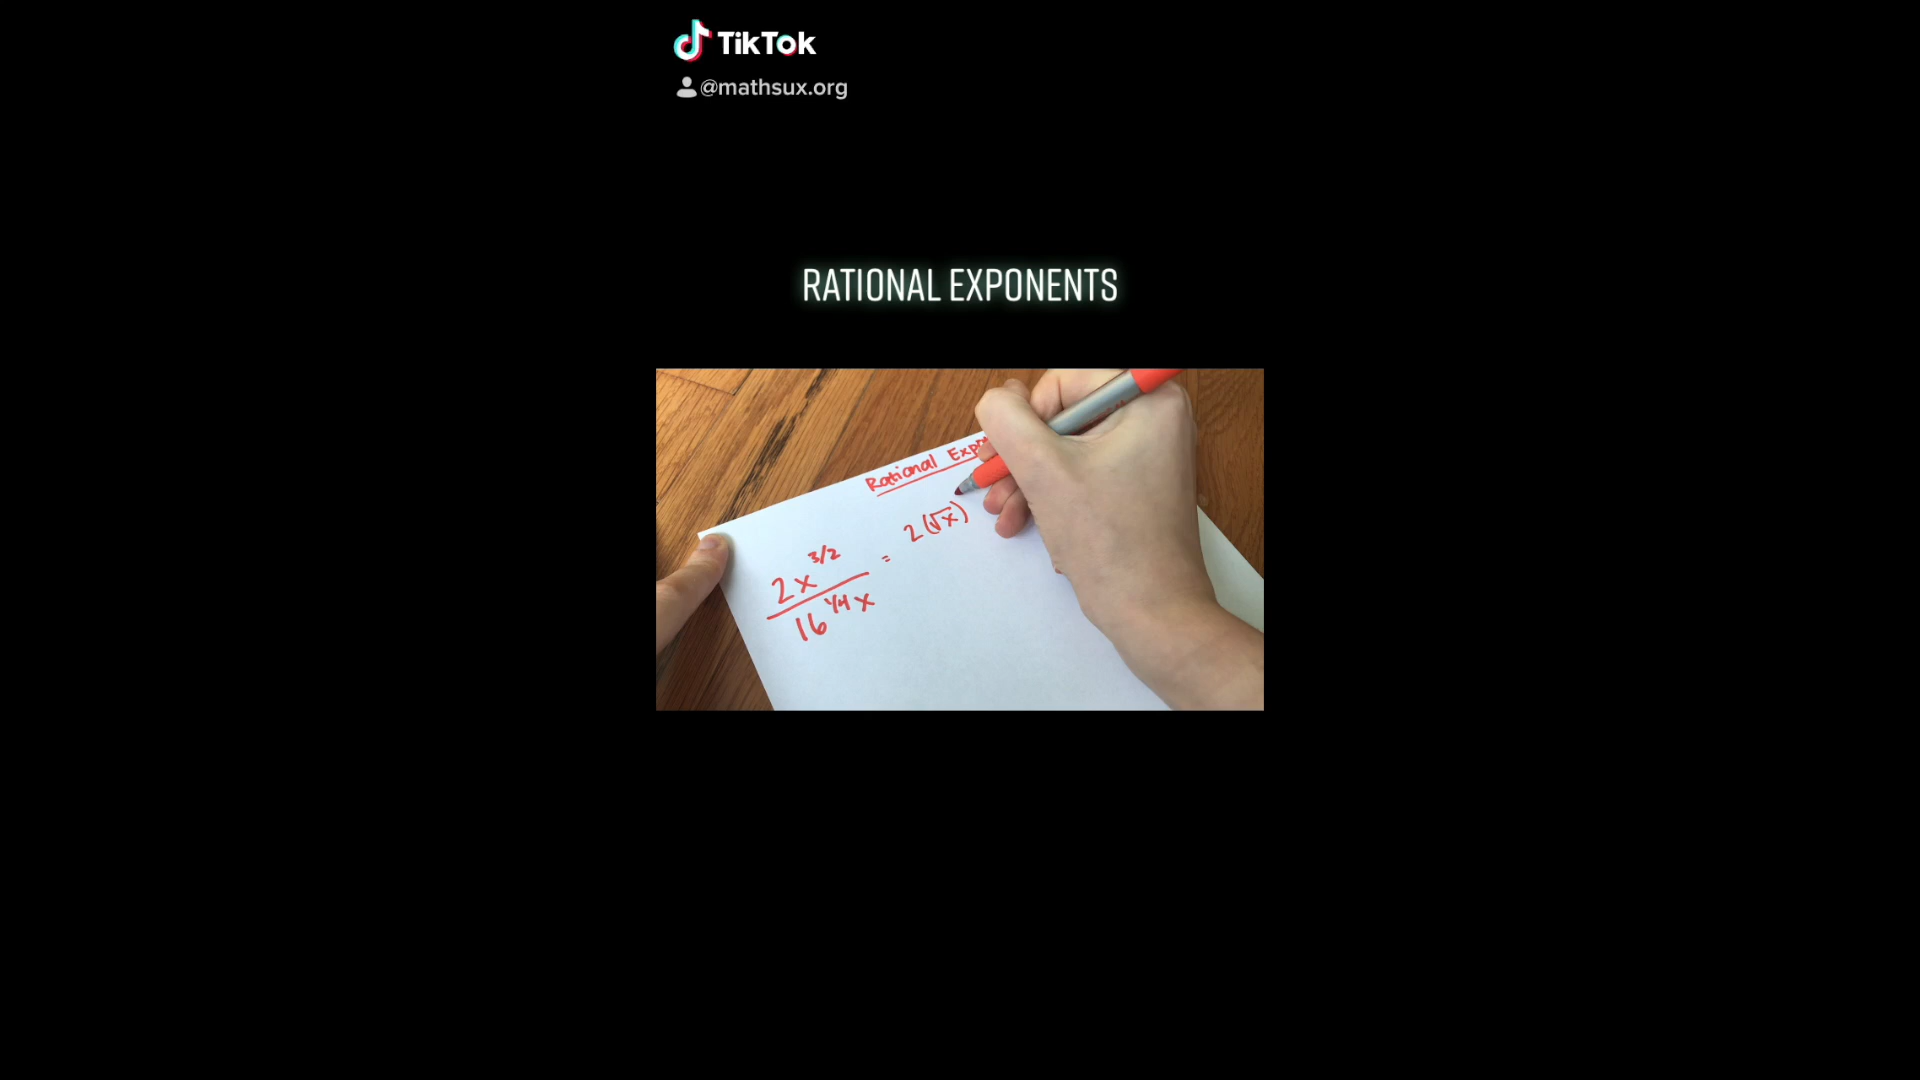 TikTok
@mathsux.org
RATIONAL EXPONENTS
Rational
2x^3/2 = 2(√x)
16^1/4 x